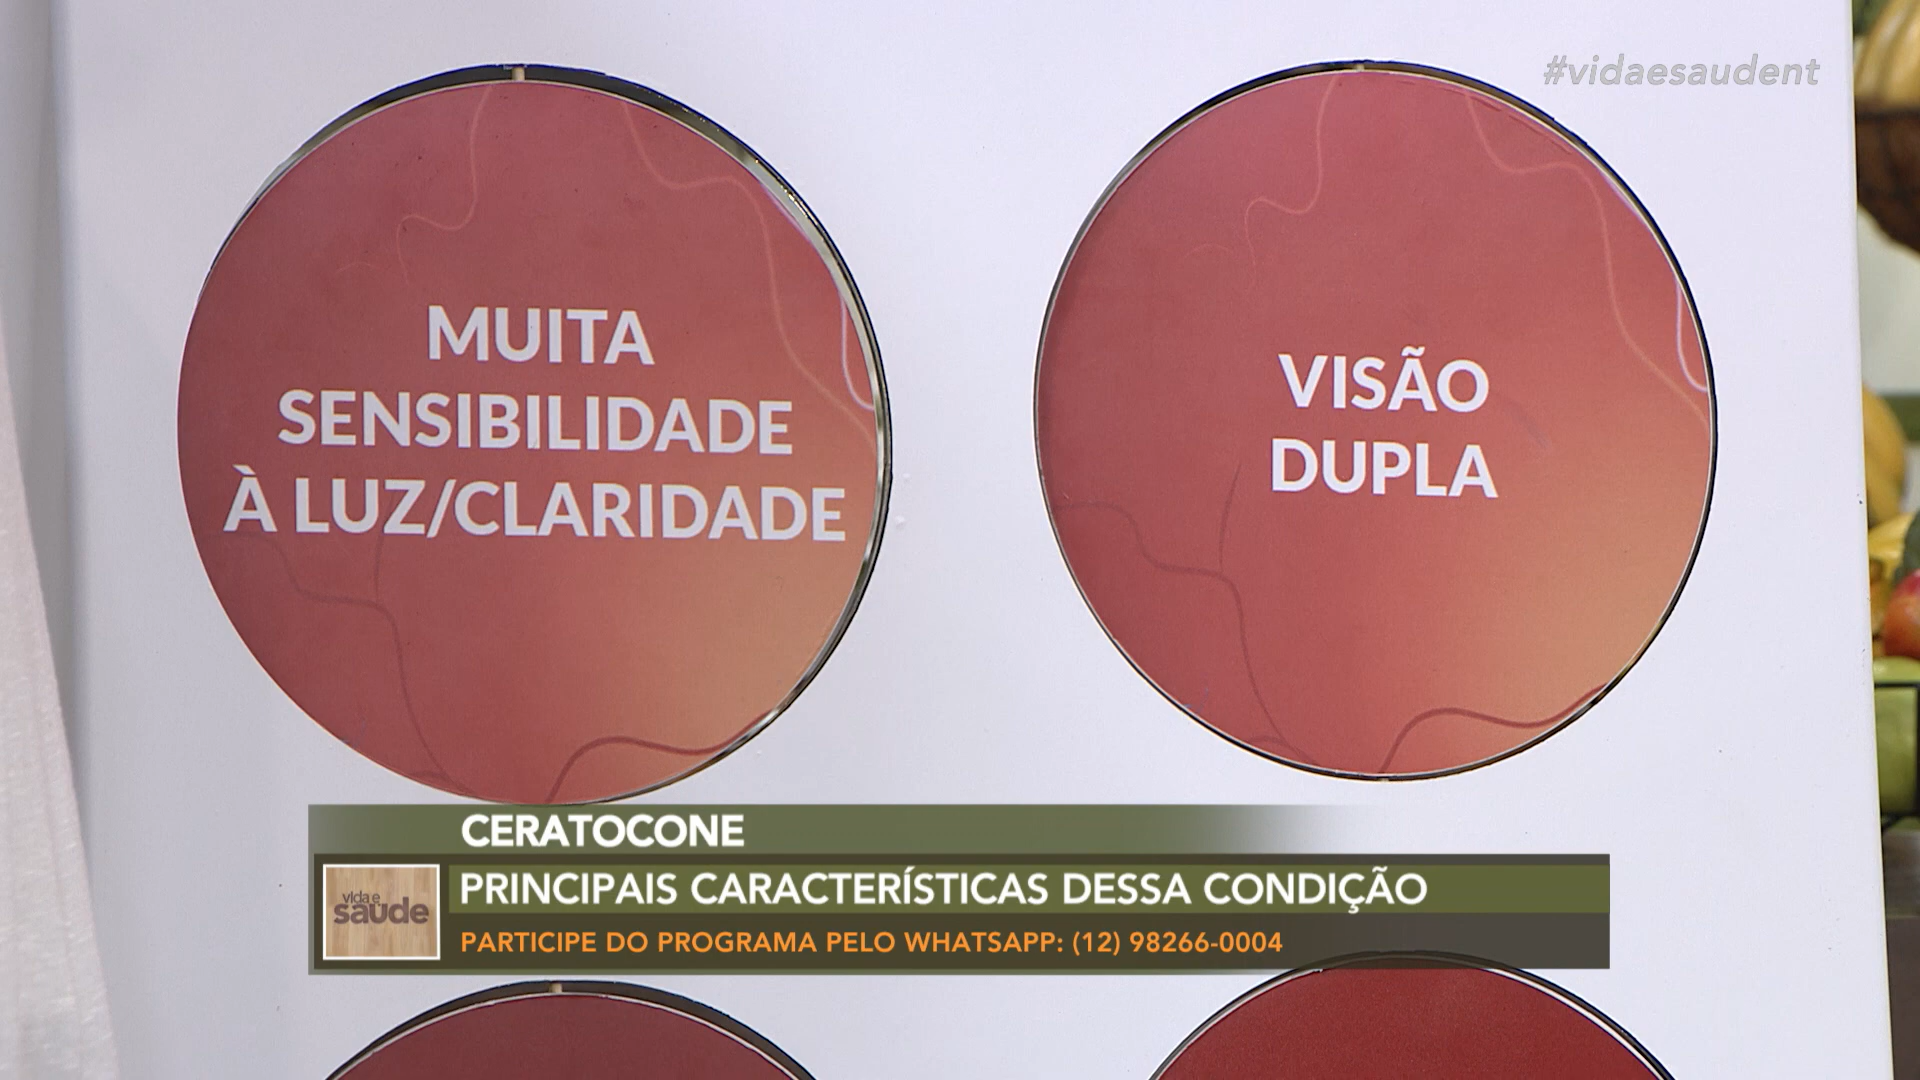 #vidaesaudent
MUITA
SENSIBILIDADE
À LUZ/CLARIDADE
VISÃO
DUPLA
CERATOCONE
vida e
saúde
PRINCIPAIS CARACTERÍSTICAS DESSA CONDIÇÃO
PARTICIPE DO PROGRAMA PELO WHATSAPP: (12) 98266-0004